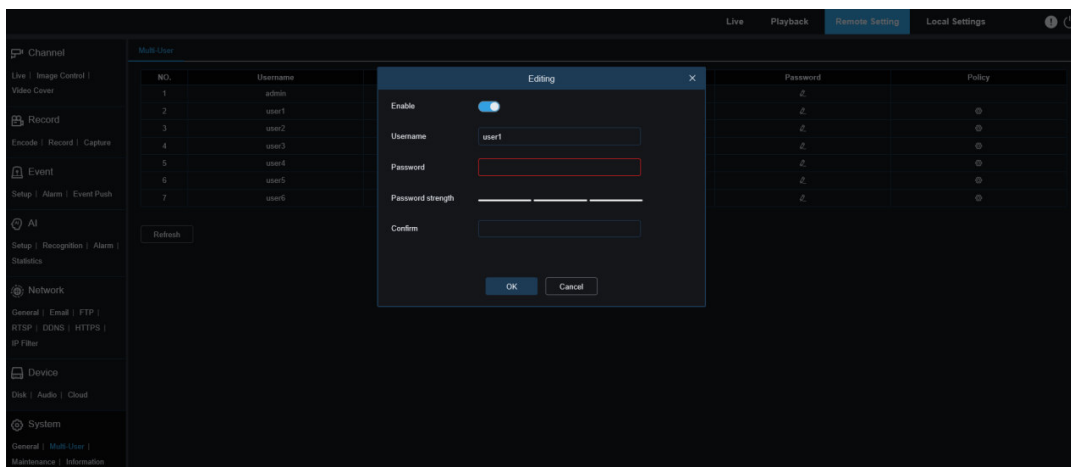 Live Playback Remote Setting Local Settings
Channel
Live | Image Control |
Video Cover
Record
Encode | Record | Capture
Event
Setup | Alarm | Event Push
AI
Setup | Recognition | Alarm |
Statistics
Network
General | Email | FTP |
RTSP | DDNS | HTTPS |
IP Filter
Device
Disk | Audio | Cloud
System
General | Multi-User |
Maintenance | Information
Multi-User
NO. Username Password Policy
1 admin
2 user1
3 user2
4 user3
5 user4
6 user5
7 user6
Refresh
Editing
Enable
Username user1
Password
Password strength
Confirm
OK Cancel